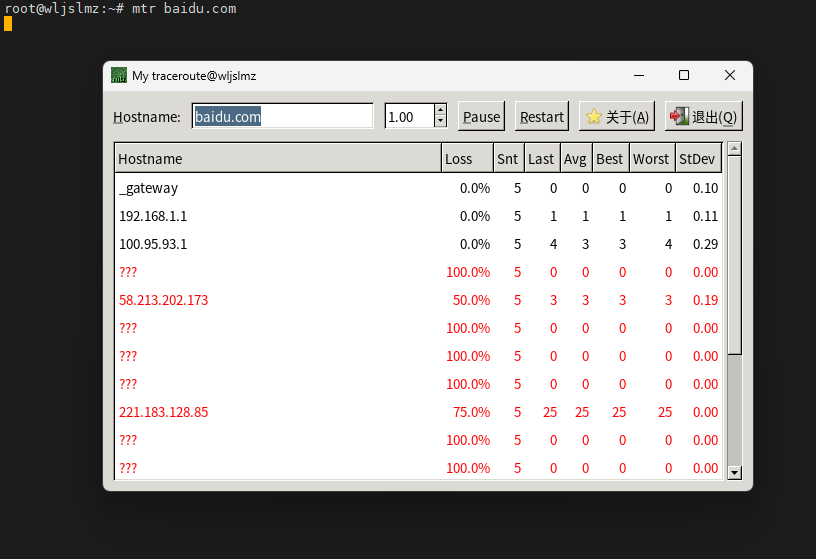 root@wljslmz:~# mtr baidu.com
My traceroute@wljslmz
Hostname: baidu.com 1.00 Pause Restart 关于(A) 退出(Q)
Hostname Loss Snt Last Avg Best Worst StDev
_gateway 0.0% 5 0 0 0 0 0.10
192.168.1.1 0.0% 5 1 1 1 1 0.11
100.95.93.1 0.0% 5 4 3 3 4 0.29
??? 100.0% 5 0 0 0 0 0.00
58.213.202.173 50.0% 5 3 3 3 3 0.19
??? 100.0% 5 0 0 0 0 0.00
??? 100.0% 5 0 0 0 0 0.00
??? 100.0% 5 0 0 0 0 0.00
221.183.128.85 75.0% 5 25 25 25 25 0.00
??? 100.0% 5 0 0 0 0 0.00
??? 100.0% 5 0 0 0 0 0.00